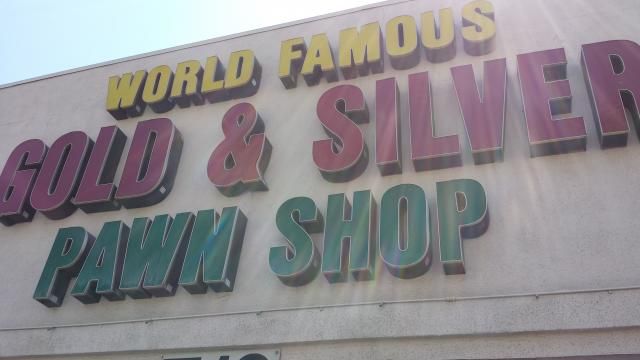 WORLD FAMOUS
GOLD & SILVER
PAWN SHOP